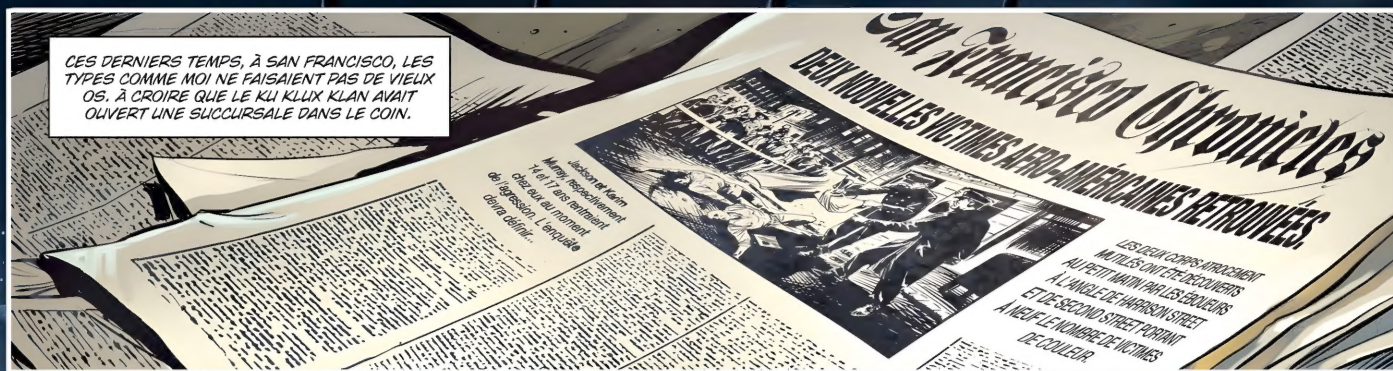 CES DERNIERS TEMPS, À SAN FRANCISCO, LES
TYPES COMME MOI NE FAISAIENT PAS DE VIEUX
OS. À CROIRE QUE LE KU KLUX KLAN AVAIT
OUVERT UNE SUCCURSALE DANS LE COIN.
San Francisco Chronicles
DEUX NOUVELLES VICTIMES AFRO-AMÉRICAINES RETROUVÉES.
Jackson et Karim
Mvray, respectivement
14 et 17 ans rentraient
chez eux au moment
de l'agression. L'enquête
devra définir...
LES DEUX CORPS ATROCEMENT
MUTILÉS ONT ÉTÉ DÉCOUVERTS
AU PETIT MATIN PAR LES ÉBOUEURS
À L'ANGLE DE HARRISON STREET
ET DE SECOND STREET PORTANT
A NEUF LE NOMBRE DE VICTIMES
DE COULEUR.